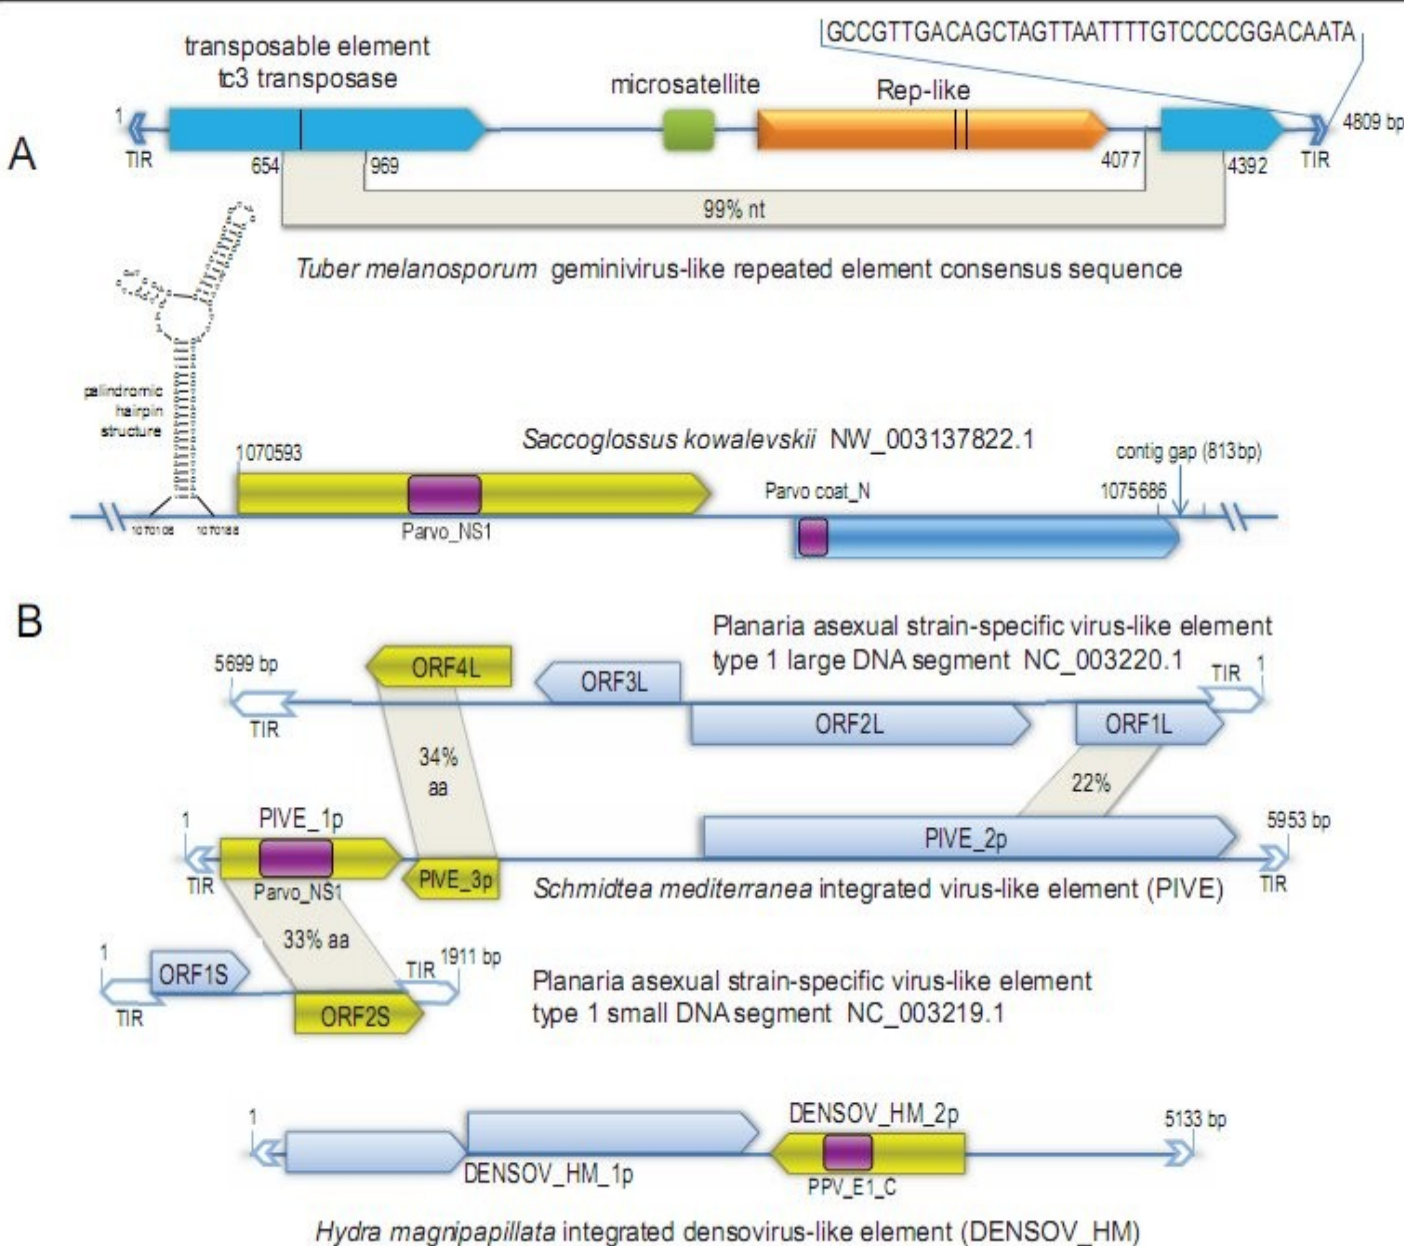 GCCGTTGACAGCTAGTTAATTTTGTCCCCGGACAATA
transposable element
tc3 transposase
microsatellite
Rep-like
1
4809 bp
A
TIR
654
969
4077
4392
TIR
99% nt
Tuber melanosporum geminivirus-like repeated element consensus sequence
palindromic
hairpin
structure
Saccoglossus kowalevskii NW_003137822.1
1070593
contig gap (813bp)
Parvo coat_N
1075686
Parvo_NS1
B
Planaria asexual strain-specific virus-like element
type 1 large DNA segment NC_003220.1
5699 bp
ORF4L
ORF3L
TIR
1
TIR
ORF2L
ORF1L
34%
aa
22%
1
PIVE_1p
PIVE_2p
5953 bp
TIR
Parvo_NS1
PIVE_3p
Schmidtea mediterranea integrated virus-like element (PIVE)
TIR
33% aa
1
ORF1S
TIR
1911 bp
TIR
ORF2S
Planaria asexual strain-specific virus-like element
type 1 small DNA segment NC_003219.1
1
DENSOV_HM_2p
5133 bp
DENSOV_HM_1p
PPV_E1_C
Hydra magnipapillata integrated densovirus-like element (DENSOV_HM)